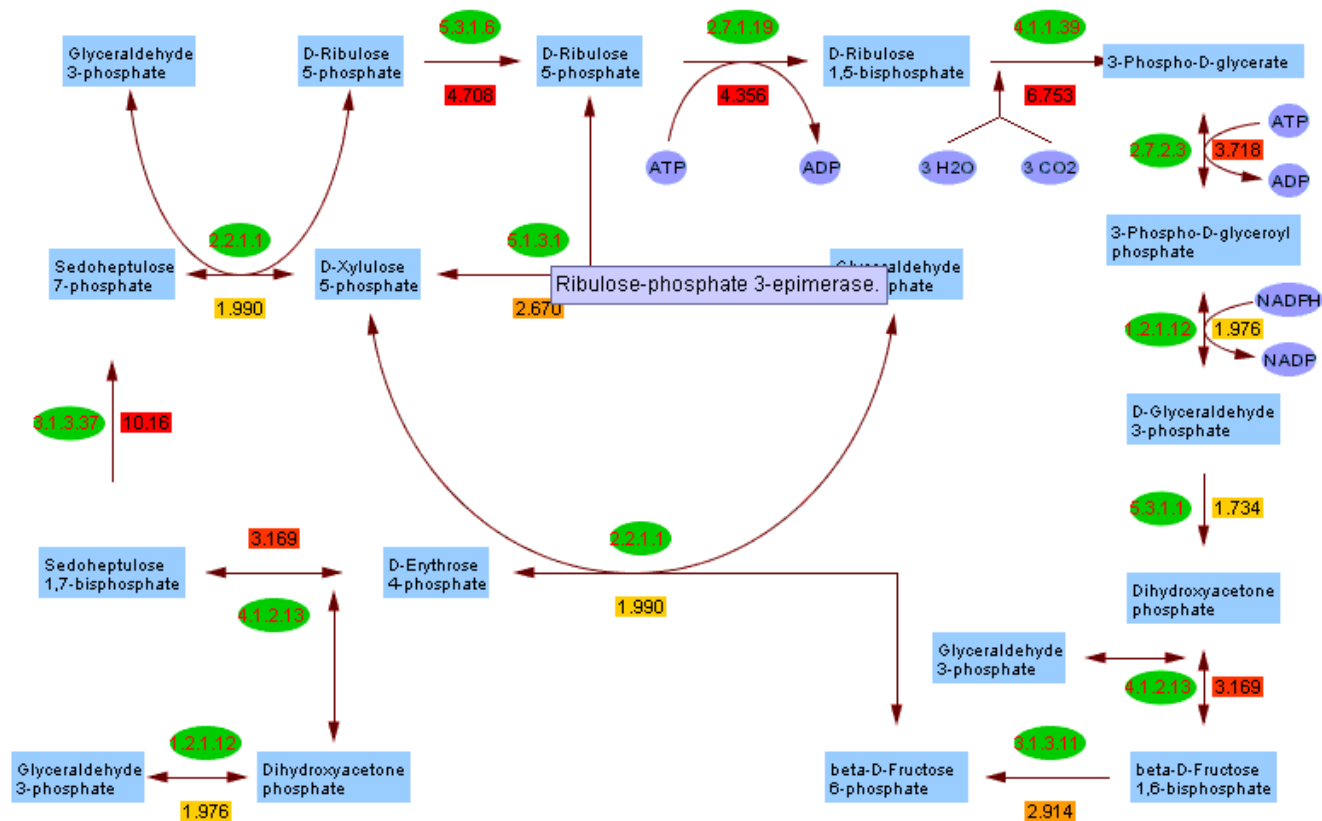 5.3.1.6
2.7.1.19
4.1.1.39
Glyceraldehyde
3-phosphate
D-Ribulose
5-phosphate
D-Ribulose
5-phosphate
D-Ribulose
1,5-bisphosphate
3-Phospho-D-glycerate
4.708
4.356
6.753
ATP
ADP
3 H2O
3 CO2
ATP
2.7.2.3
3.718
ADP
2.2.1.1
5.1.3.1
3-Phospho-D-glyceroyl
phosphate
Sedoheptulose
7-phosphate
D-Xylulose
5-phosphate
Glyceraldehyde
phosphate
Ribulose-phosphate 3-epimerase.
1.990
2.670
NADPH
1.2.1.12
1.976
NADP
3.1.3.37
10.16
D-Glyceraldehyde
3-phosphate
5.3.1.1
1.734
3.169
2.2.1.1
Sedoheptulose
1,7-bisphosphate
D-Erythrose
4-phosphate
4.1.2.13
1.990
Dihydroxyacetone
phosphate
Glyceraldehyde
3-phosphate
4.1.2.13
3.169
1.2.1.12
3.1.3.11
Glyceraldehyde
3-phosphate
Dihydroxyacetone
phosphate
beta-D-Fructose
6-phosphate
beta-D-Fructose
1,6-bisphosphate
1.976
2.914